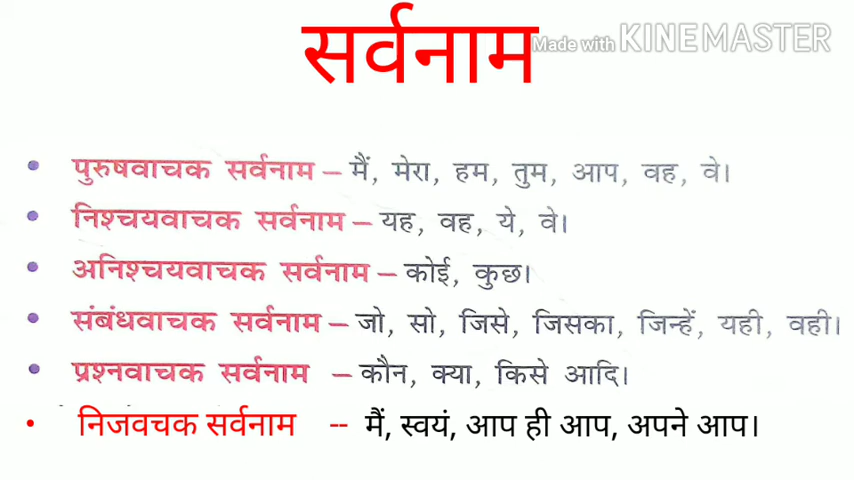 सर्वनाम
Made with KINEMASTER
• पुरुषवाचक सर्वनाम – मैं, मेरा, हम, तुम, आप, वह, वे।
• निश्चयवाचक सर्वनाम – यह, वह, ये, वे।
• अनिश्चयवाचक सर्वनाम – कोई, कुछ।
• संबंधवाचक सर्वनाम – जो, सो, जिसे, जिसका, जिन्हें, यही, वही।
• प्रश्नवाचक सर्वनाम – कौन, क्या, किसे आदि।
• निजवचक सर्वनाम -- मैं, स्वयं, आप ही आप, अपने आप।